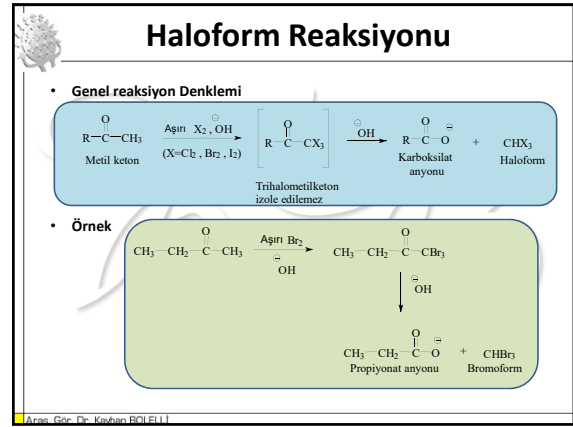 Haloform Reaksiyonu
• Genel reaksiyon Denklemi
O
R—C—CH₃
Metil keton
Aşırı X₂ , ⊖OH
(X=Cl₂ , Br₂ , I₂)
O
R—C—CX₃
Trihalometilketon
izole edilemez
⊖OH
O
R—C—O⊖
Karboksilat
anyonu
+
CHX₃
Haloform
• Örnek
O
CH₃—CH₂—C—CH₃
Aşırı Br₂
⊖OH
O
CH₃—CH₂—C—CBr₃
⊖OH
O
CH₃—CH₂—C—O⊖
Propiyonat anyonu
+
CHBr₃
Bromoform
Araş. Gör. Dr. Kayhan BOLELLİ